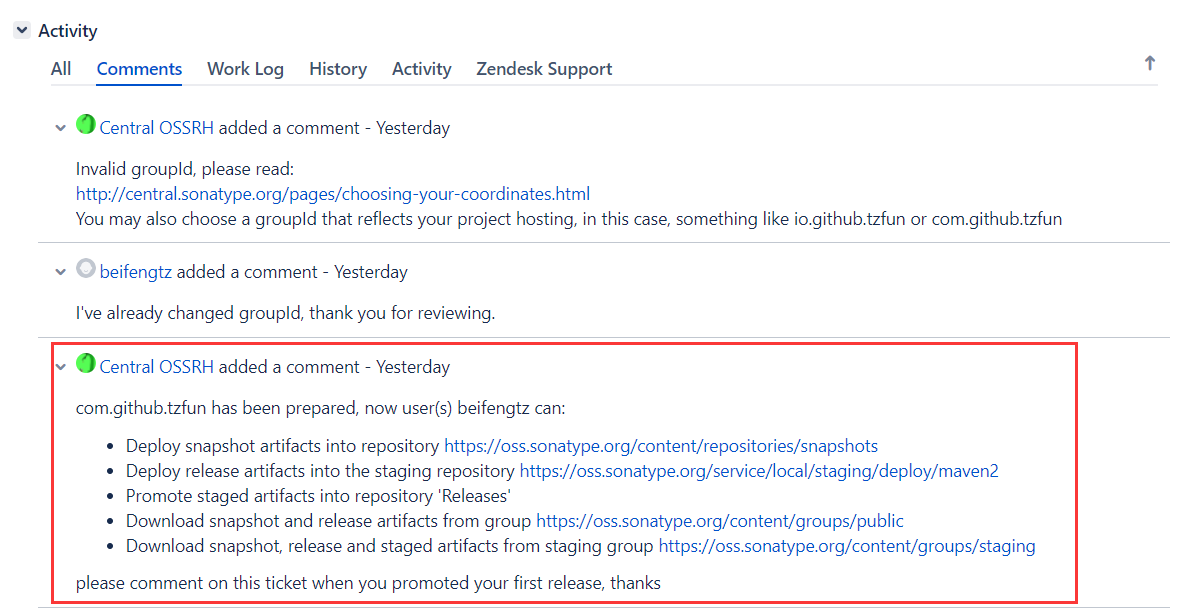 Activity
All Comments Work Log History Activity Zendesk Support
Central OSSRH added a comment - Yesterday
Invalid groupId, please read:
http://central.sonatype.org/pages/choosing-your-coordinates.html
You may also choose a groupId that reflects your project hosting, in this case, something like io.github.tzfun or com.github.tzfun
beifengtz added a comment - Yesterday
I've already changed groupId, thank you for reviewing.
Central OSSRH added a comment - Yesterday
com.github.tzfun has been prepared, now user(s) beifengtz can:
• Deploy snapshot artifacts into repository https://oss.sonatype.org/content/repositories/snapshots
• Deploy release artifacts into the staging repository https://oss.sonatype.org/service/local/staging/deploy/maven2
• Promote staged artifacts into repository 'Releases'
• Download snapshot and release artifacts from group https://oss.sonatype.org/content/groups/public
• Download snapshot, release and staged artifacts from staging group https://oss.sonatype.org/content/groups/staging
please comment on this ticket when you promoted your first release, thanks